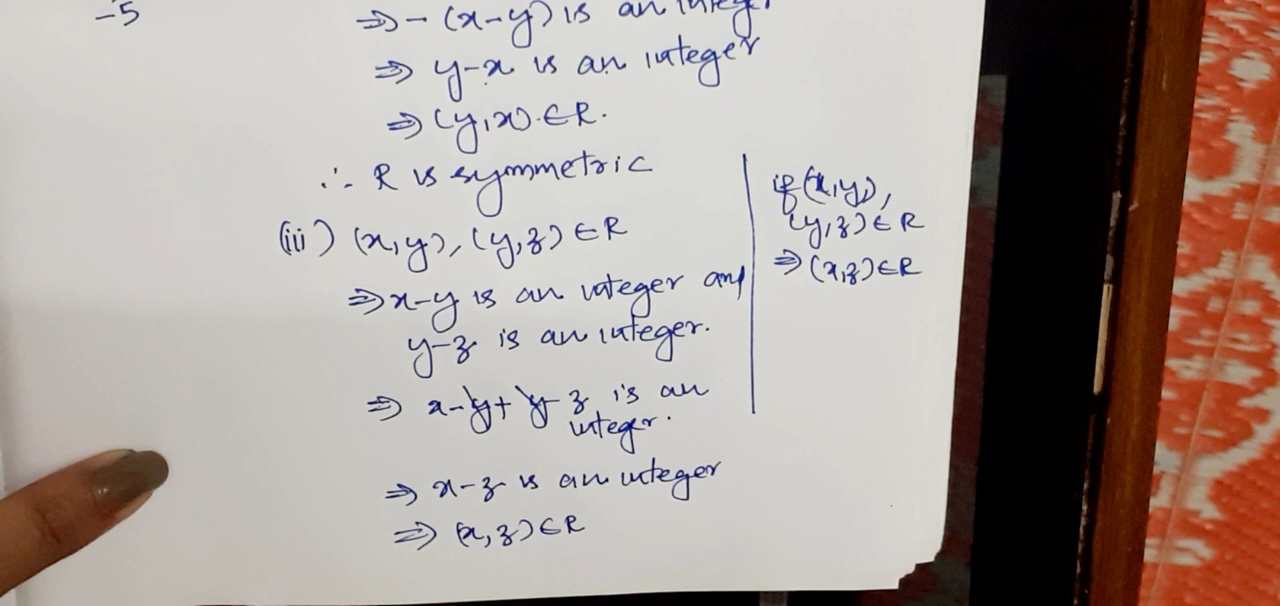 -5
⇒ - (x-y) is an integer
⇒ y-x is an integer
⇒ (y,x) ∈ R.
∴ R is symmetric
(iii) (x,y), (y,z) ∈ R
⇒ x-y is an integer and
y-z is an integer.
⇒ x-y+y-z is an
integer.
⇒ x-z is an integer
⇒ (x,z) ∈ R
if (x,y),
(y,z) ∈ R
⇒ (x,z) ∈ R